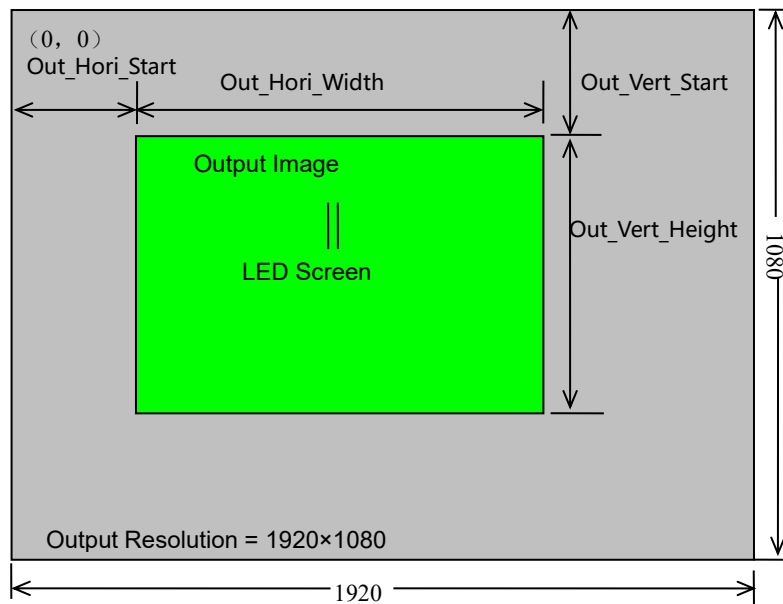 （0，0）
Out_Hori_Start
Out_Hori_Width
Out_Vert_Start
Output Image
Out_Vert_Height
LED Screen
1080
Output Resolution = 1920×1080
1920